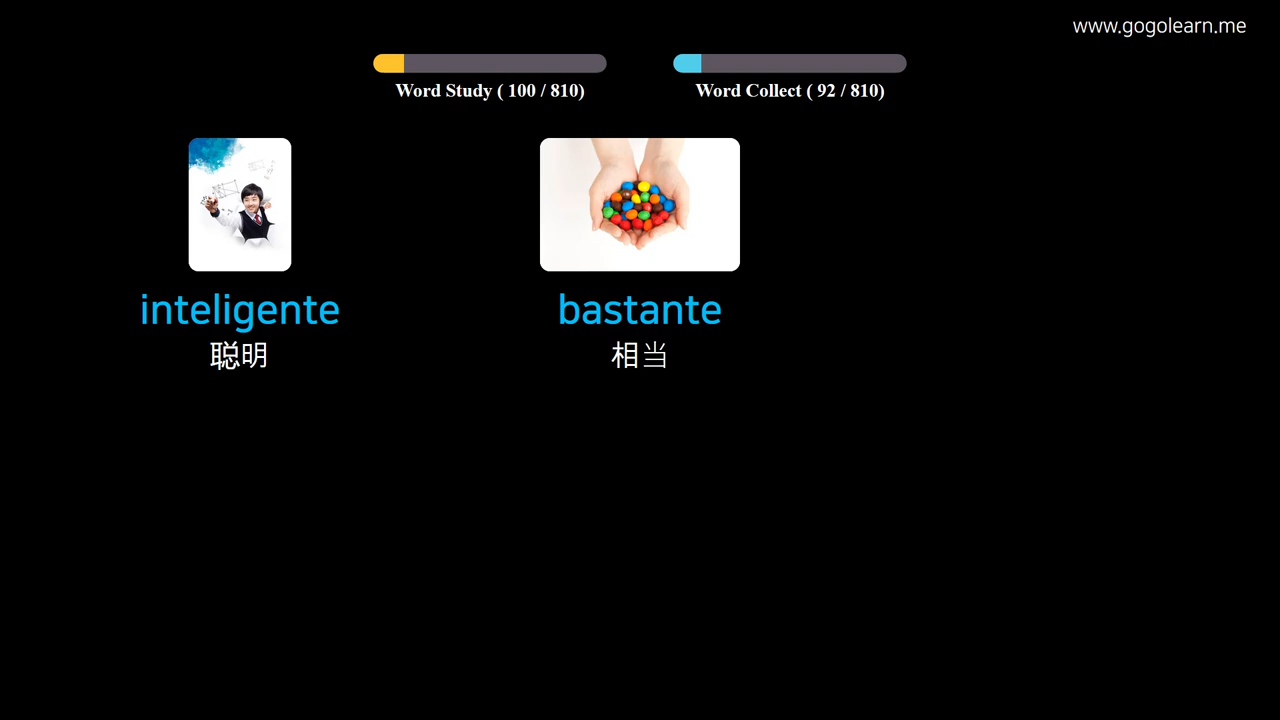 www.gogolearn.me
Word Study ( 100 / 810)
Word Collect ( 92 / 810)
inteligente
bastante
聪明
相当